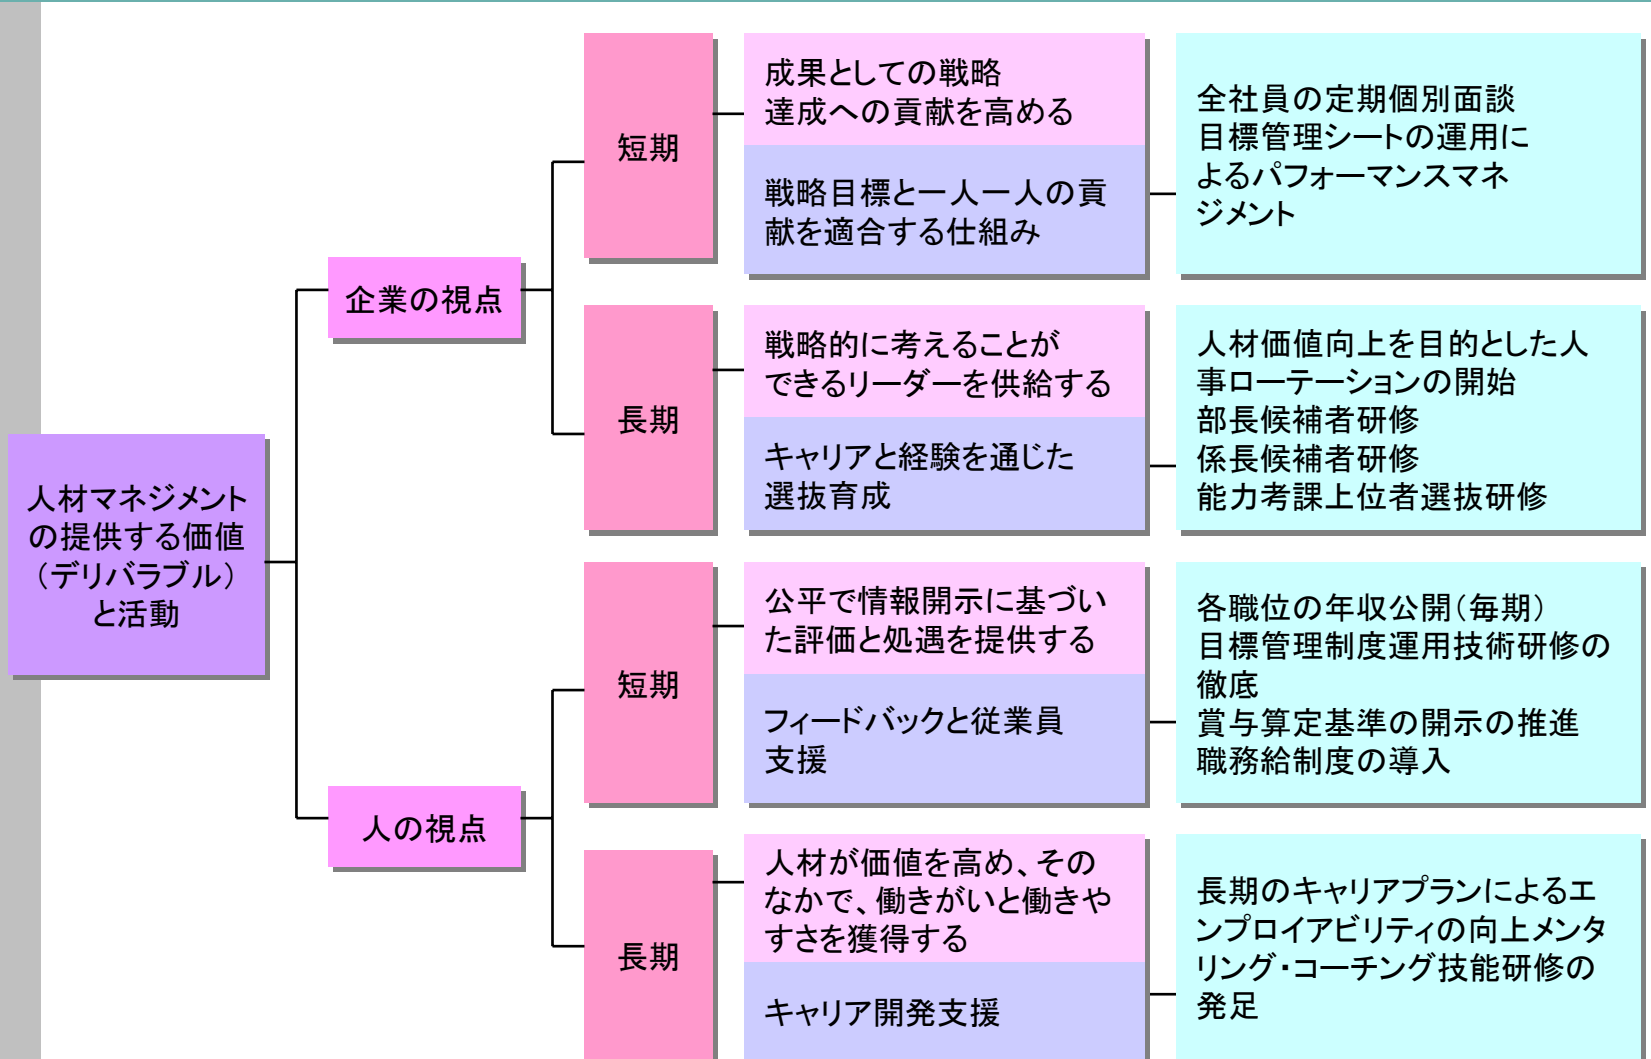 人材マネジメント
の提供する価値
（デリバラブル）
と活動
企業の視点
短期
成果としての戦略
達成への貢献を高める
戦略目標と一人一人の貢
献を適合する仕組み
全社員の定期個別面談
目標管理シートの運用に
よるパフォーマンスマネ
ジメント
長期
戦略的に考えることが
できるリーダーを供給する
キャリアと経験を通じた
選抜育成
人材価値向上を目的とした人
事ローテーションの開始
部長候補者研修
係長候補者研修
能力考課上位者選抜研修
人の視点
短期
公平で情報開示に基づい
た評価と処遇を提供する
フィードバックと従業員
支援
各職位の年収公開（毎期）
目標管理制度運用技術研修の
徹底
賞与算定基準の開示の推進
職務給制度の導入
長期
人材が価値を高め、その
なかで、働きがいと働きや
すさを獲得する
キャリア開発支援
長期のキャリアプランによるエ
ンプロイアビリティの向上メンタ
リング・コーチング技能研修の
発足